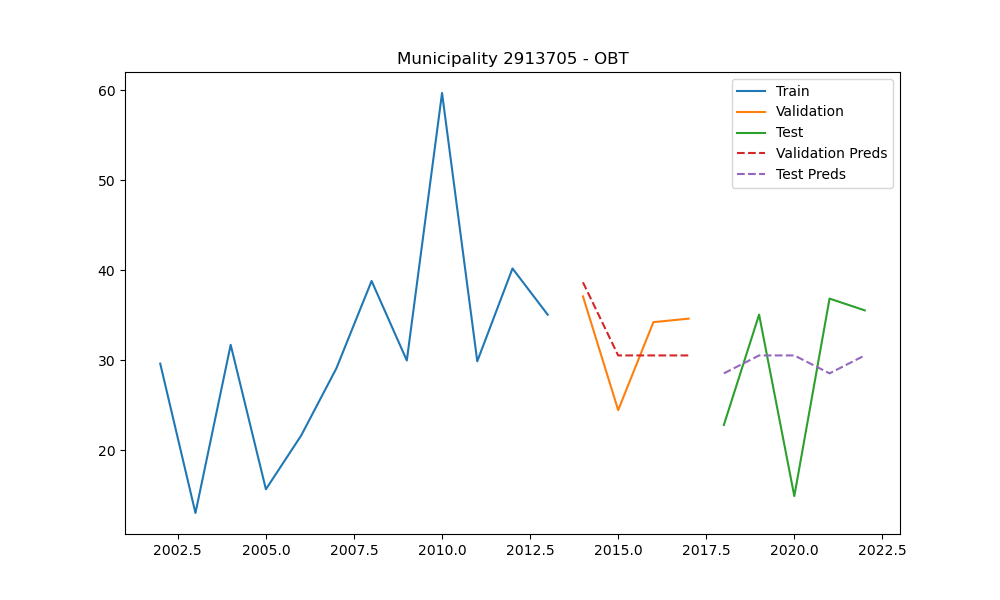 Municipality 2913705 - OBT
Train
Validation
Test
Validation Preds
Test Preds
60
50
40
30
20
2002.5 2005.0 2007.5 2010.0 2012.5 2015.0 2017.5 2020.0 2022.5